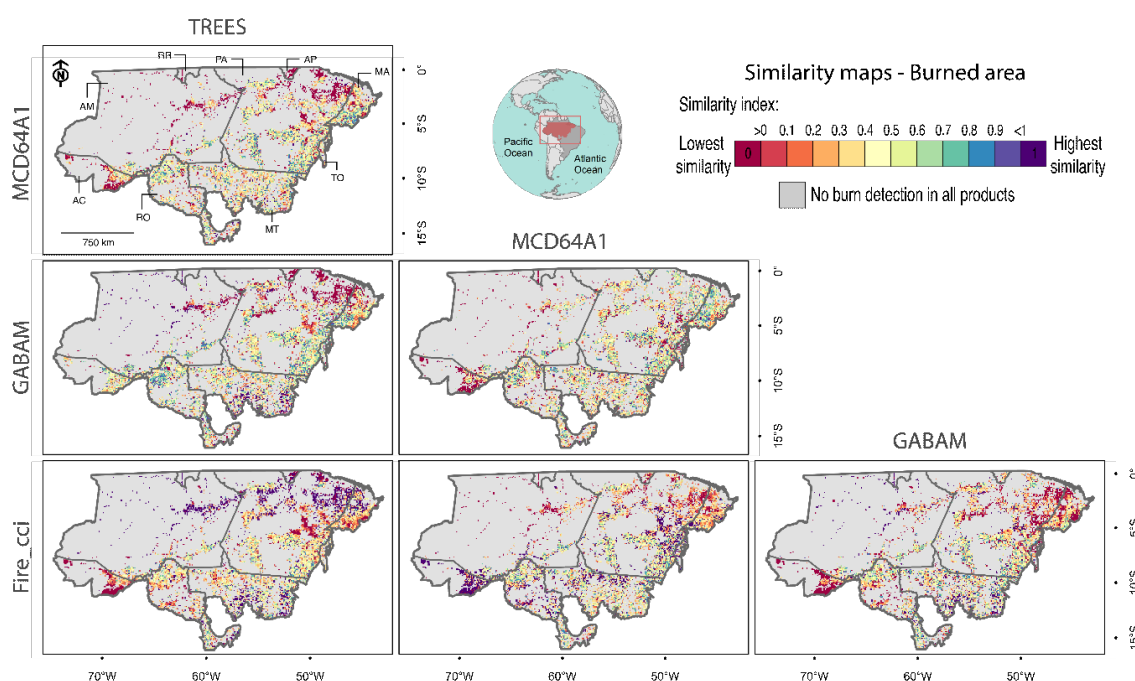 TREES
MCD64A1
RR
PA
AP
MA
AM
AC
RO
MT
TO
N
750 km
0°
5°S
10°S
15°S
Pacific
Ocean
Atlantic
Ocean
Similarity maps - Burned area
Similarity index:
>0 0.1 0.2 0.3 0.4 0.5 0.6 0.7 0.8 0.9 <1
Lowest
similarity
0
1
Highest
similarity
No burn detection in all products
MCD64A1
GABAM
0°
5°S
10°S
15°S
GABAM
Fire_cci
0°
5°S
10°S
15°S
70°W 60°W 50°W
70°W 60°W 50°W
70°W 60°W 50°W